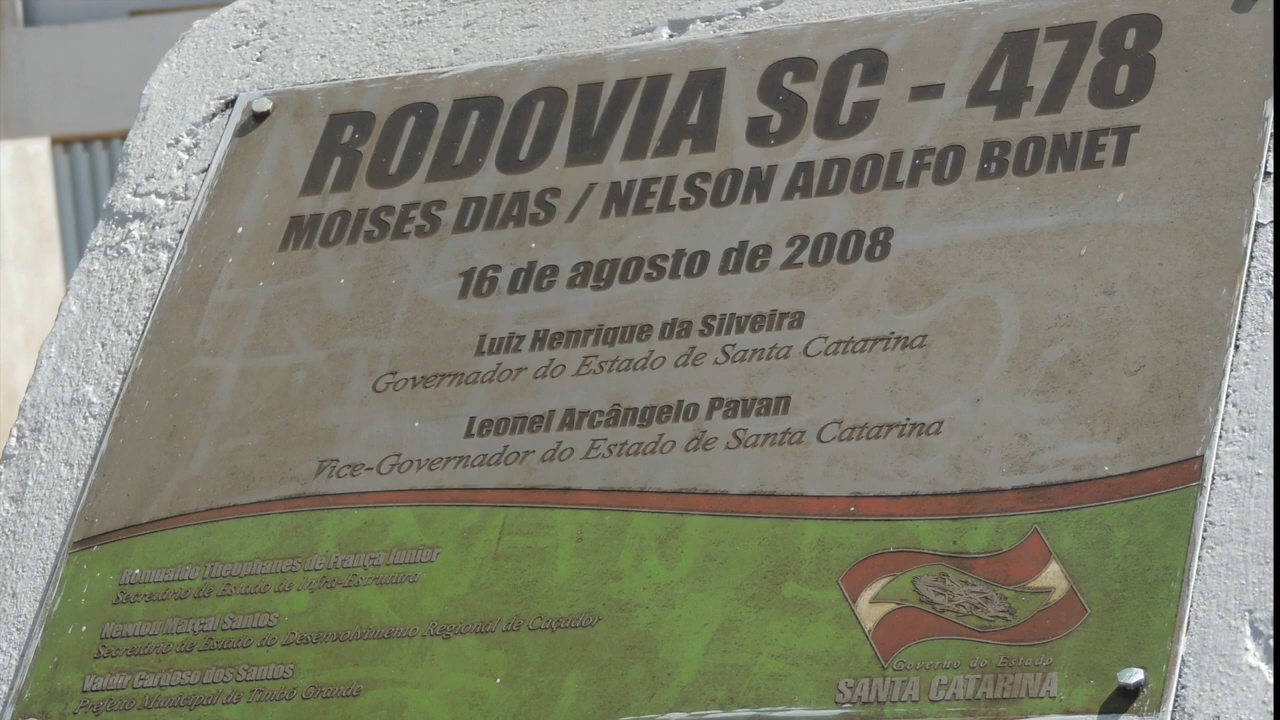 RODOVIA SC - 478
MOISES DIAS / NELSON ADOLFO BONET
16 de agosto de 2008
Luiz Henrique da Silveira
Governador do Estado de Santa Catarina
Leonel Arcângelo Pavan
Vice-Governador do Estado de Santa Catarina
Romualdo Theophanes de França Junior
Secretário de Estado de Infra-Estrutura
Newton Marçal Santos
Secretário de Estado do Desenvolvimento Regional de Caçador
Valdir Cardoso dos Santos
Prefeito Municipal de Timbó Grande
Governo do Estado
SANTA CATARINA